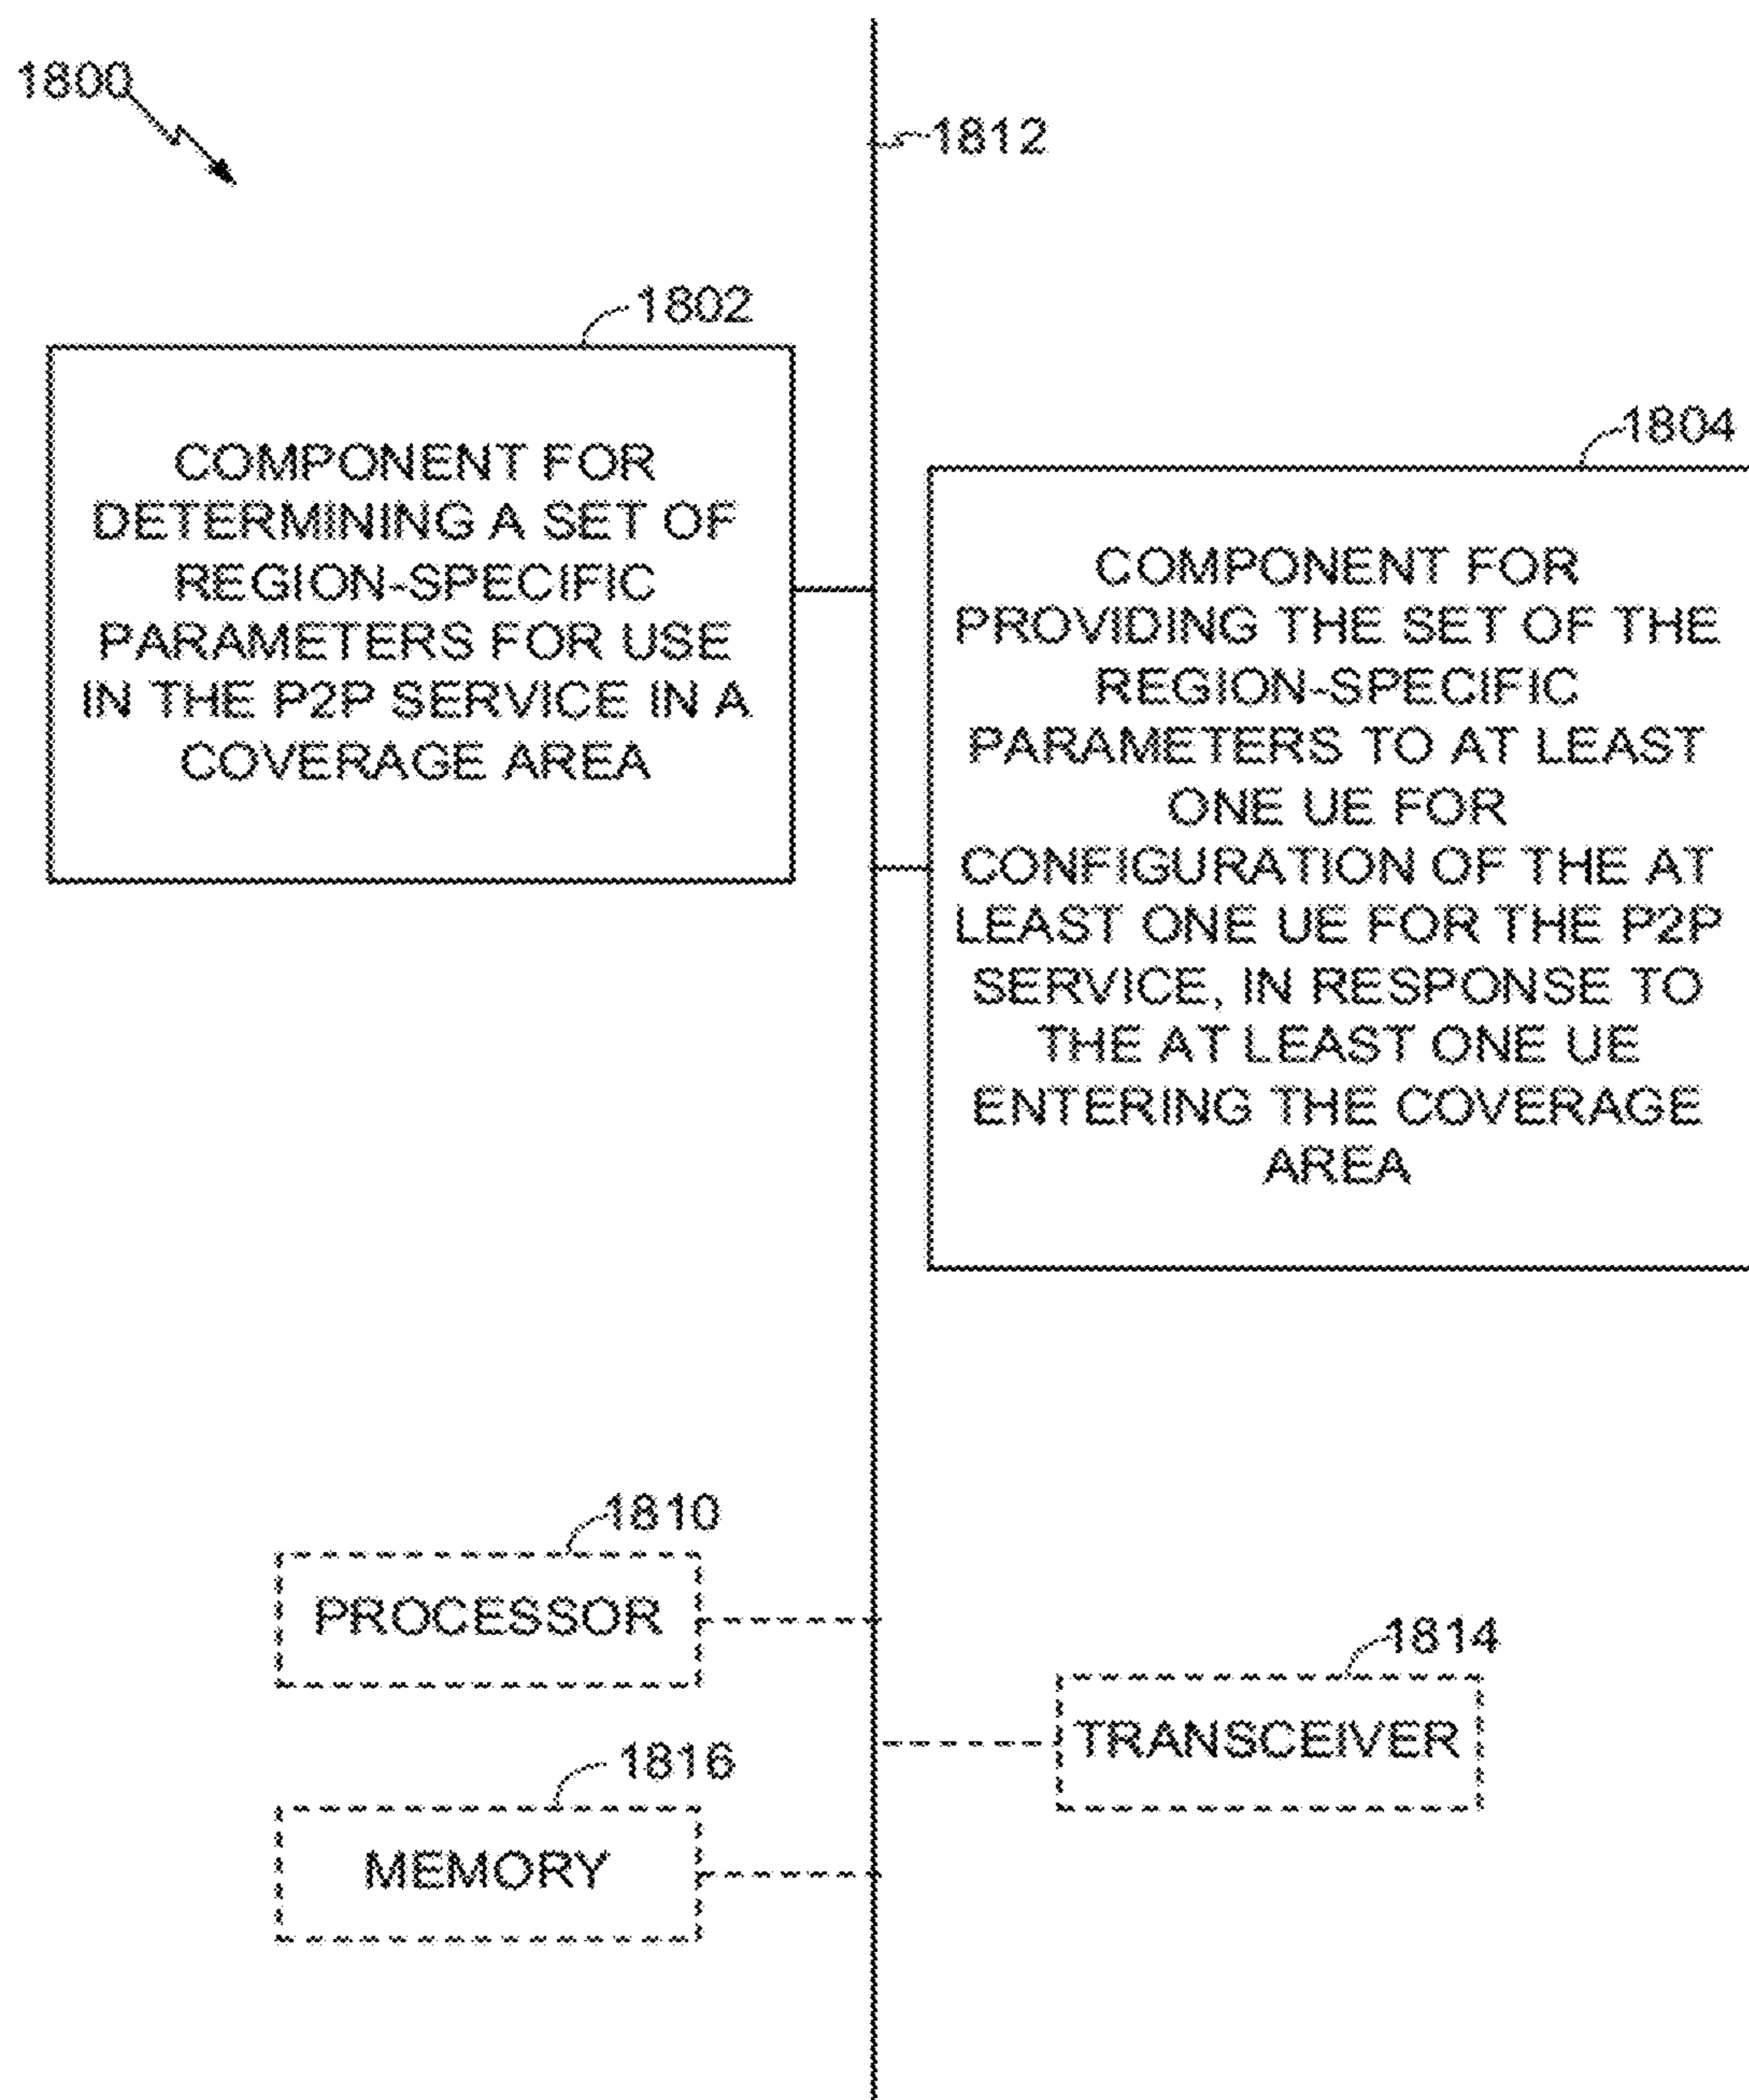 1800
1812
1802
COMPONENT FOR
DETERMINING A SET OF
REGION-SPECIFIC
PARAMETERS FOR USE
IN THE P2P SERVICE IN A
COVERAGE AREA
1804
COMPONENT FOR
PROVIDING THE SET OF THE
REGION-SPECIFIC
PARAMETERS TO AT LEAST
ONE UE FOR
CONFIGURATION OF THE AT
LEAST ONE UE FOR THE P2P
SERVICE, IN RESPONSE TO
THE AT LEAST ONE UE
ENTERING THE COVERAGE
AREA
1810
PROCESSOR
1814
TRANSCEIVER
1816
MEMORY